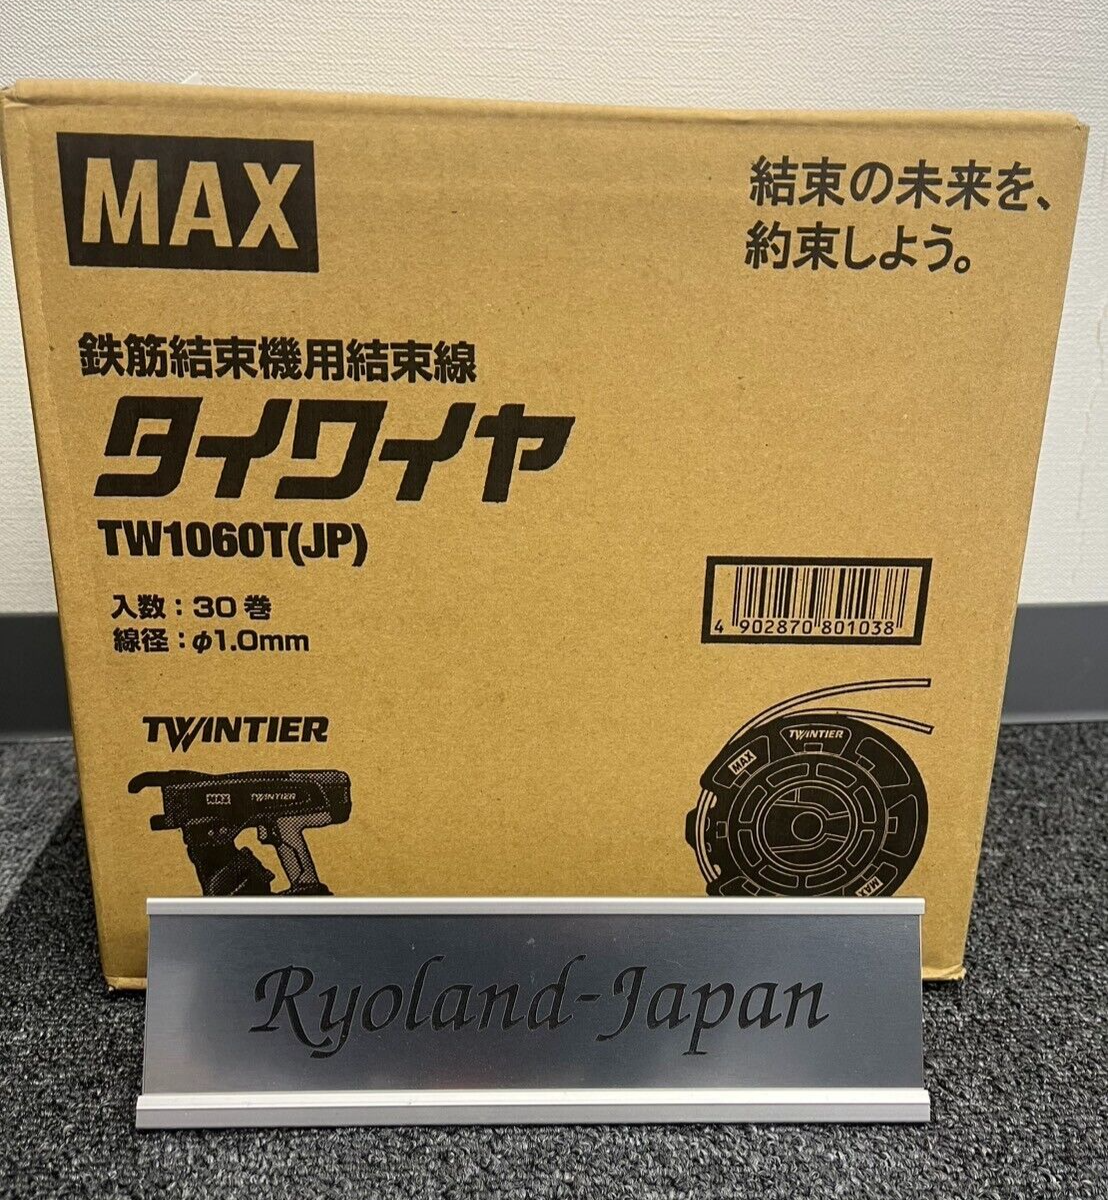 MAX
結束の未来を、
約束しよう。
鉄筋結束機用結束線
タイワイヤ
TW1060T(JP)
入数：30 巻
線径：φ1.0mm
4 902870 801038
TWINTIER
MAX TWINTIER
TWINTIER
MAX
MAX
Ryoland-Japan